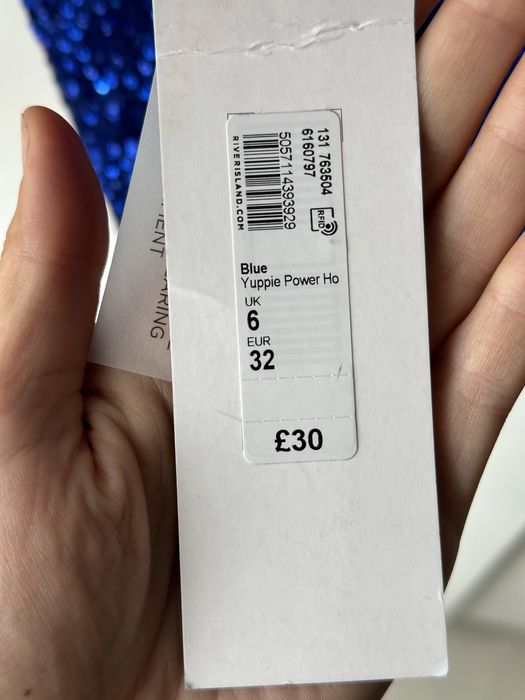 131 763504
6160797
5057114393929
RIVERISLAND.COM
RFID
Blue
Yuppie Power Ho
UK
6
EUR
32
£30